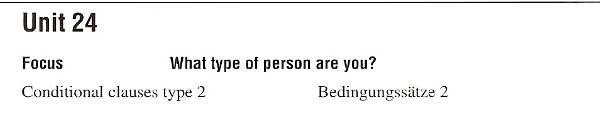 Unit 24
Focus What type of person are you?
Conditional clauses type 2 Bedingungssätze 2